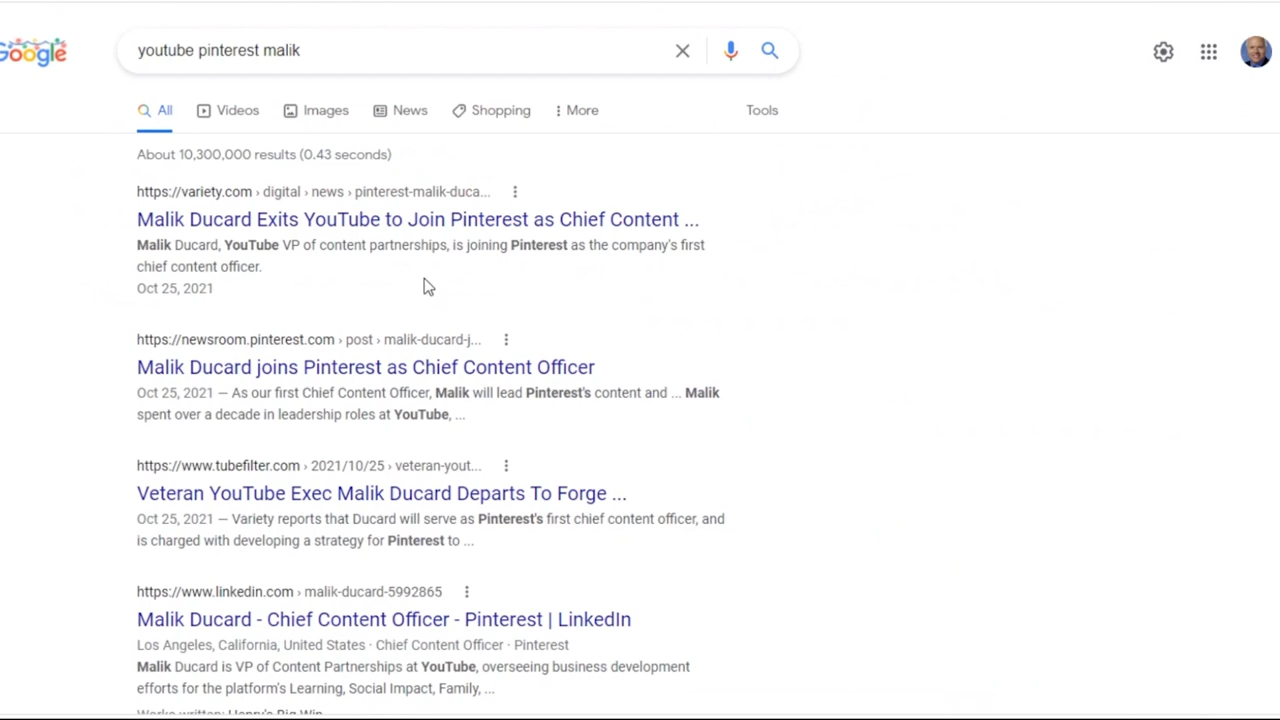 Google
youtube pinterest malik
All Videos Images News Shopping More Tools
About 10,300,000 results (0.43 seconds)
https://variety.com › digital › news › pinterest-malik-duca...
Malik Ducard Exits YouTube to Join Pinterest as Chief Content ...
Malik Ducard, YouTube VP of content partnerships, is joining Pinterest as the company's first
chief content officer.
Oct 25, 2021
https://newsroom.pinterest.com › post › malik-ducard-j...
Malik Ducard joins Pinterest as Chief Content Officer
Oct 25, 2021 — As our first Chief Content Officer, Malik will lead Pinterest's content and ... Malik
spent over a decade in leadership roles at YouTube, ...
https://www.tubefilter.com › 2021/10/25 › veteran-yout...
Veteran YouTube Exec Malik Ducard Departs To Forge ...
Oct 25, 2021 — Variety reports that Ducard will serve as Pinterest's first chief content officer, and
is charged with developing a strategy for Pinterest to ...
https://www.linkedin.com › malik-ducard-5992865
Malik Ducard - Chief Content Officer - Pinterest | LinkedIn
Los Angeles, California, United States · Chief Content Officer · Pinterest
Malik Ducard is VP of Content Partnerships at YouTube, overseeing business development
efforts for the platform's Learning, Social Impact, Family, ...
Works written: Henry's Big Win